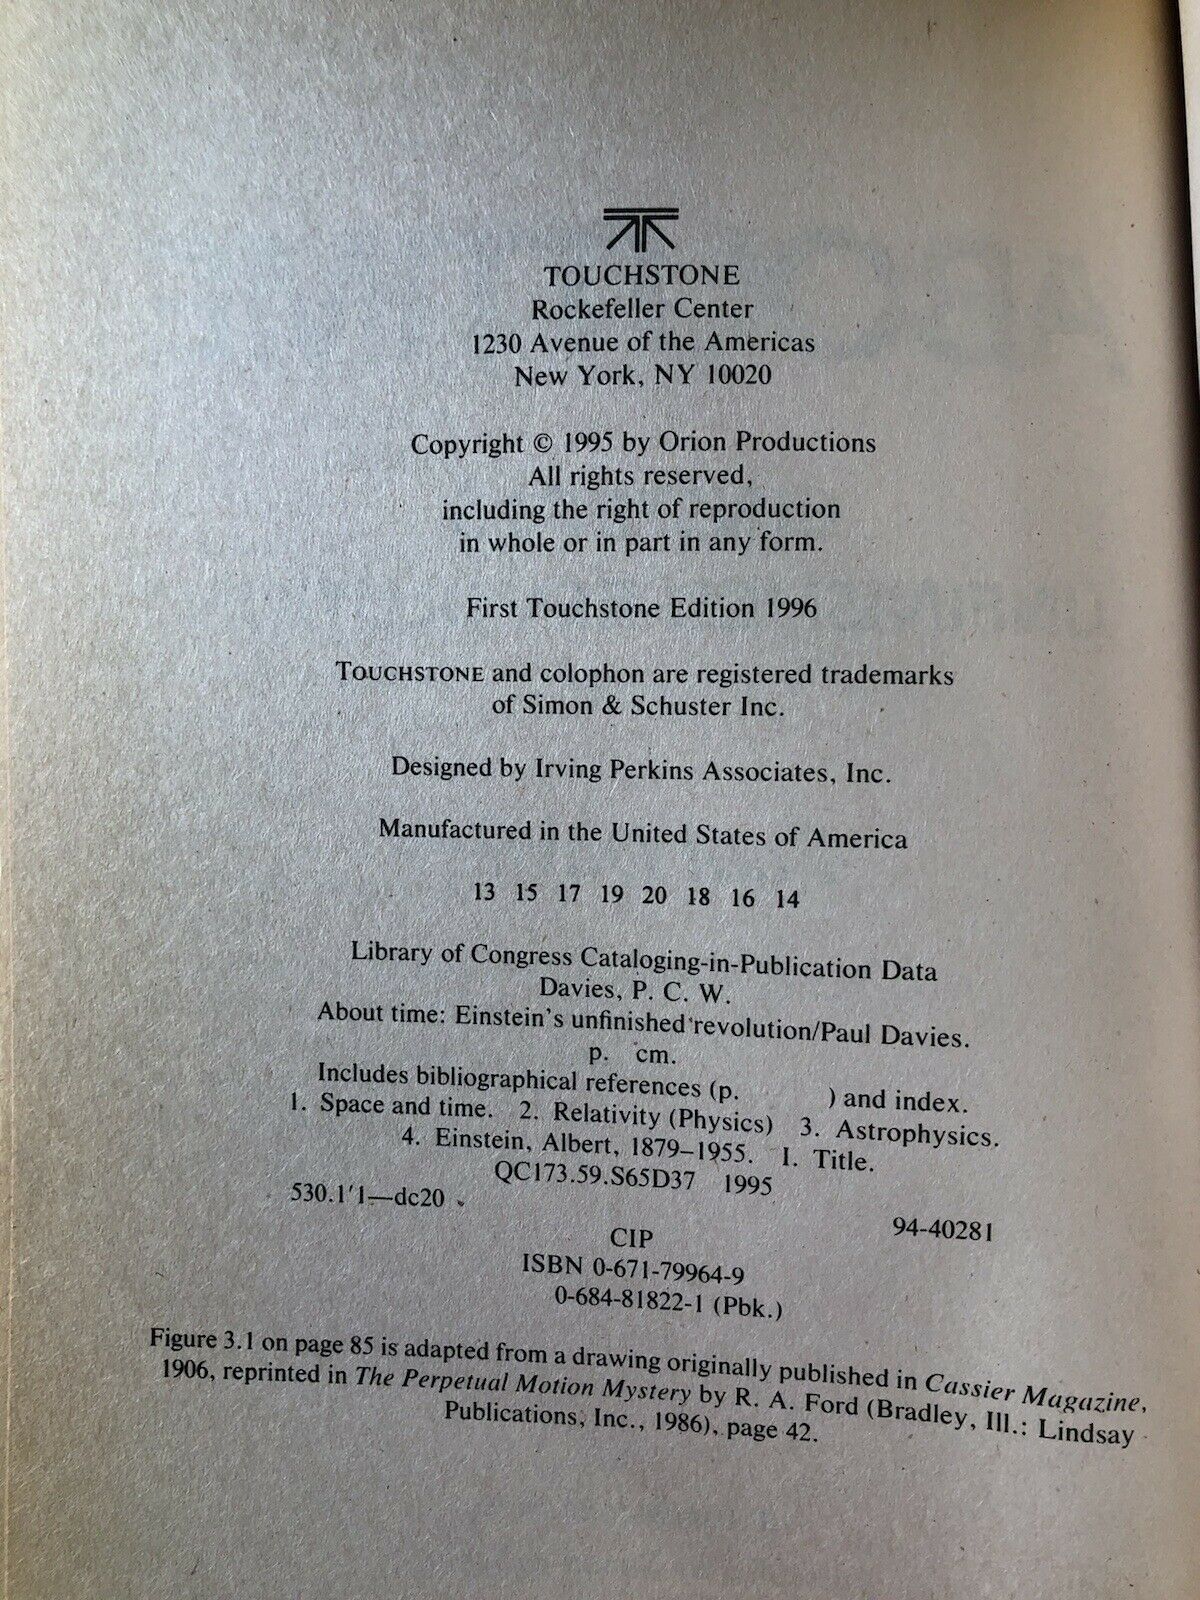 TOUCHSTONE
Rockefeller Center
1230 Avenue of the Americas
New York, NY 10020
Copyright © 1995 by Orion Productions
All rights reserved,
including the right of reproduction
in whole or in part in any form.
First Touchstone Edition 1996
TOUCHSTONE and colophon are registered trademarks
of Simon & Schuster Inc.
Designed by Irving Perkins Associates, Inc.
Manufactured in the United States of America
13 15 17 19 20 18 16 14
Library of Congress Cataloging-in-Publication Data
Davies, P. C. W.
About time: Einstein's unfinished revolution/Paul Davies.
p. cm.
Includes bibliographical references (p. ) and index.
1. Space and time. 2. Relativity (Physics) 3. Astrophysics.
4. Einstein, Albert, 1879–1955. I. Title.
QC173.59.S65D37 1995
530.1'1—dc20
94-40281
CIP
ISBN 0-671-79964-9
0-684-81822-1 (Pbk.)
Figure 3.1 on page 85 is adapted from a drawing originally published in Cassier Magazine,
1906, reprinted in The Perpetual Motion Mystery by R. A. Ford (Bradley, Ill.: Lindsay
Publications, Inc., 1986), page 42.